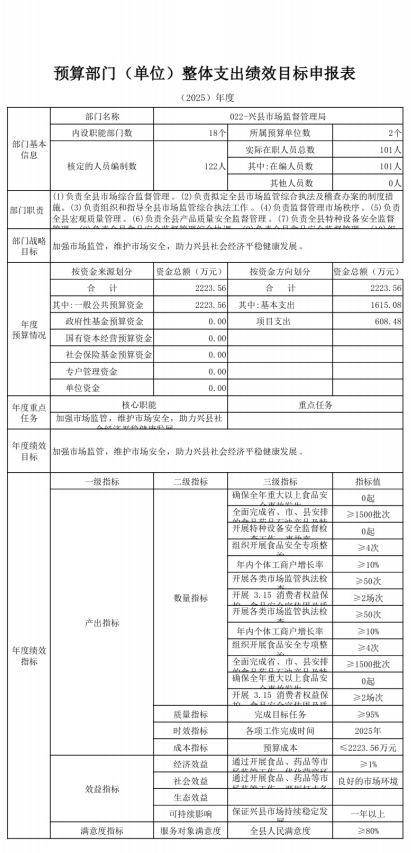 预算部门（单位）整体支出绩效目标申报表
（2025）年度
部门基本信息
部门名称 022-兴县市场监督管理局
内设职能部门数 18个 所属预算单位数 2个
核定的人员编制数 122人
实际在职人员总数 101人
其中:在编人员数 101人
其他人员数 0人
部门职责
(1)负责全县市场综合监督管理。(2)负责拟定全县市场监管综合执法及稽查办案的制度措
施。(3)负责组织和指导全县市场监管综合执法工作。(4)负责监督管理市场秩序。(5)负责
全县宏观质量管理。(6)负责全县产品质量安全监督管理。(7)负责全县特种设备安全监督
部门战略目标
加强市场监管，维护市场安全，助力兴县社会经济平稳健康发展。
年度预算情况
按资金来源划分 资金总额（万元） 按资金方向划分 资金总额（万元）
合 计 2223.56 合 计 2223.56
其中:一般公共预算资金 2223.56 其中:基本支出 1615.08
政府性基金预算资金 0.00 项目支出 608.48
国有资本经营预算资金 0.00
社会保险基金预算资金 0.00
专户管理资金 0.00
单位资金 0.00
年度重点任务
核心职能 重点任务
加强市场监管，维护市场安全，助力兴县社
年度绩效目标
加强市场监管，维护市场安全，助力兴县社会经济平稳健康发展。
年度绩效指标
一级指标 二级指标 三级指标 指标值
产出指标
数量指标
确保全年重大以上食品安 0起
全面完成省、市、县安排 ≥1500批次
开展特种设备安全监督检 0起
组织开展食品安全专项整 ≥4次
年内个体工商户增长率 ≥10%
开展各类市场监管执法检 ≥50次
开展 3.15 消费者权益保 ≥2场次
开展各类市场监管执法检 ≥50次
年内个体工商户增长率 ≥10%
组织开展食品安全专项整 ≥4次
全面完成省、市、县安排 ≥1500批次
确保全年重大以上食品安 0起
开展 3.15 消费者权益保 ≥2场次
质量指标 完成目标任务 ≥95%
时效指标 各项工作完成时间 2025年
成本指标 预算成本 ≤2223.56万元
效益指标
经济效益 通过开展食品、药品等市 ≥1%
社会效益 通过开展食品、药品等市 良好的市场环境
生态效益
可持续影响 保证兴县市场持续稳定发 一年以上
满意度指标 服务对象满意度 全县人民满意度 ≥80%